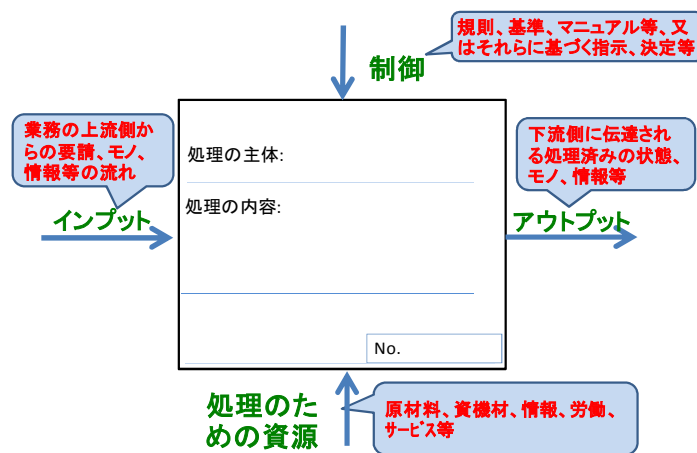 規則、基準、マニュアル等、又
はそれらに基づく指示、決定等
制御
業務の上流側か
らの要請、モノ、
情報等の流れ
インプット
処理の主体:
処理の内容:
No.
下流側に伝達され
る処理済みの状態、
モノ、情報等
アウトプット
処理のた
めの資源
原材料、資機材、情報、労働、
サービス等